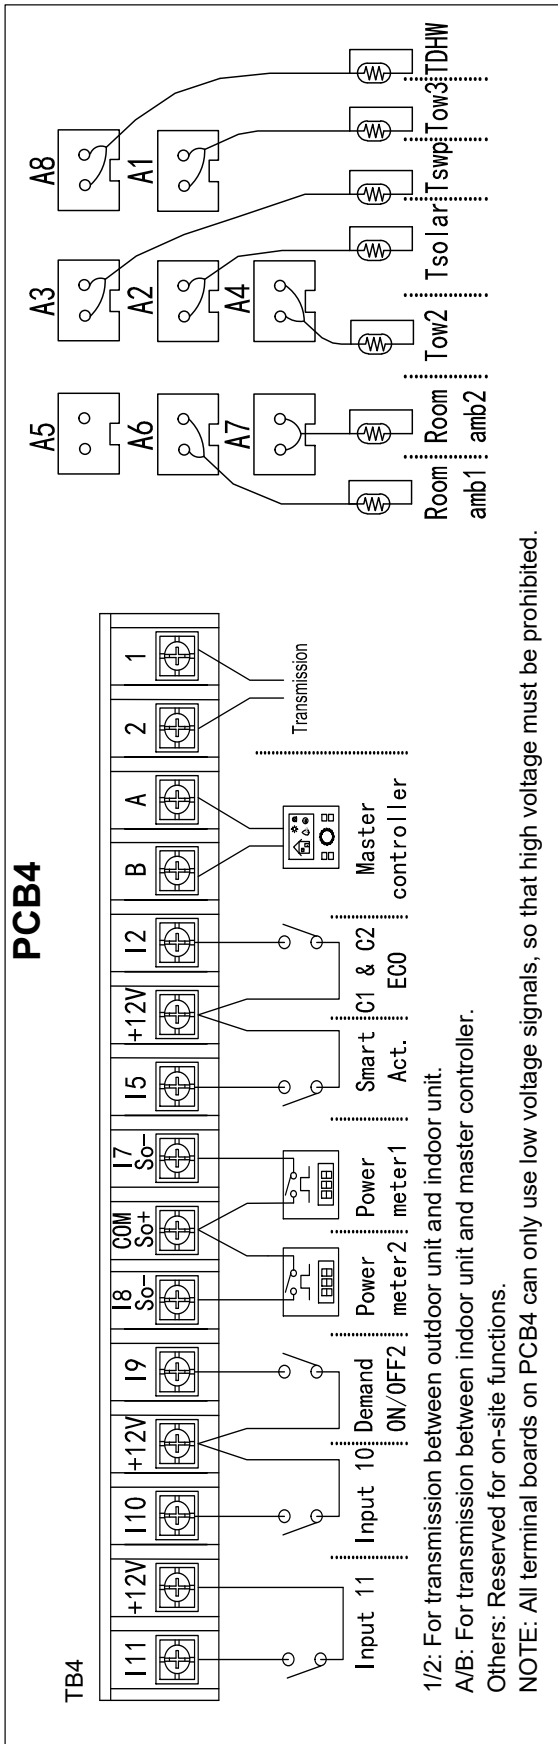 PCB4
TB4
I11
+12V
I10
+12V
I9
I8
So-
COM
So+
I7
So-
I5
+12V
I2
B
A
2
1
Input 11
Input 10
Demand
ON/OFF2
Power
meter2
Power
meter1
Smart
Act.
C1 & C2
ECO
Master
controller
Transmission
A5
A6
A7
A3
A2
A4
A8
A1
Room
amb1
Room
amb2
Tow2
Tsolar
Tswp
Tow3
TDHW
1/2: For transmission between outdoor unit and indoor unit.
A/B: For transmission between indoor unit and master controller.
Others: Reserved for on-site functions.
NOTE: All terminal boards on PCB4 can only use low voltage signals, so that high voltage must be prohibited.